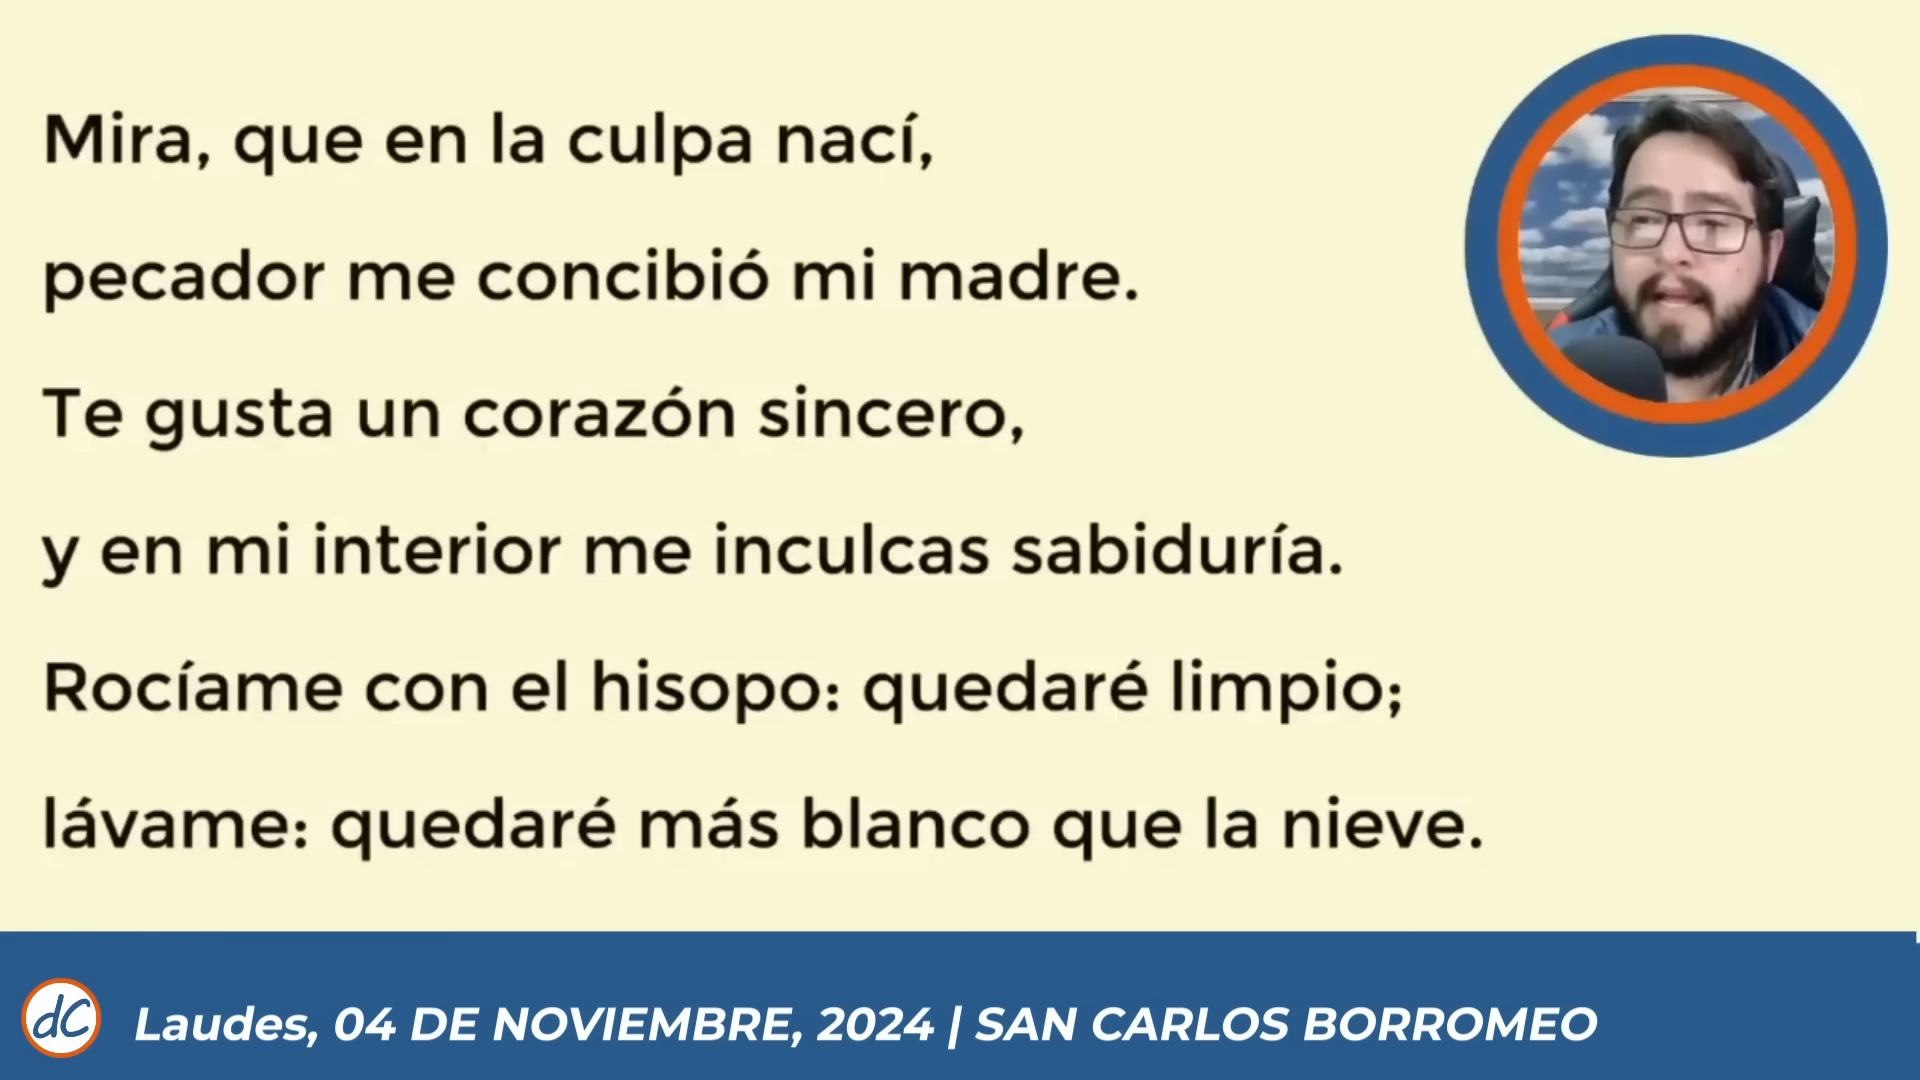 Mira, que en la culpa nací,
pecador me concibió mi madre.
Te gusta un corazón sincero,
y en mi interior me inculcas sabiduría.
Rocíame con el hisopo: quedaré limpio;
lávame: quedaré más blanco que la nieve.
dC
Laudes, 04 DE NOVIEMBRE, 2024 | SAN CARLOS BORROMEO